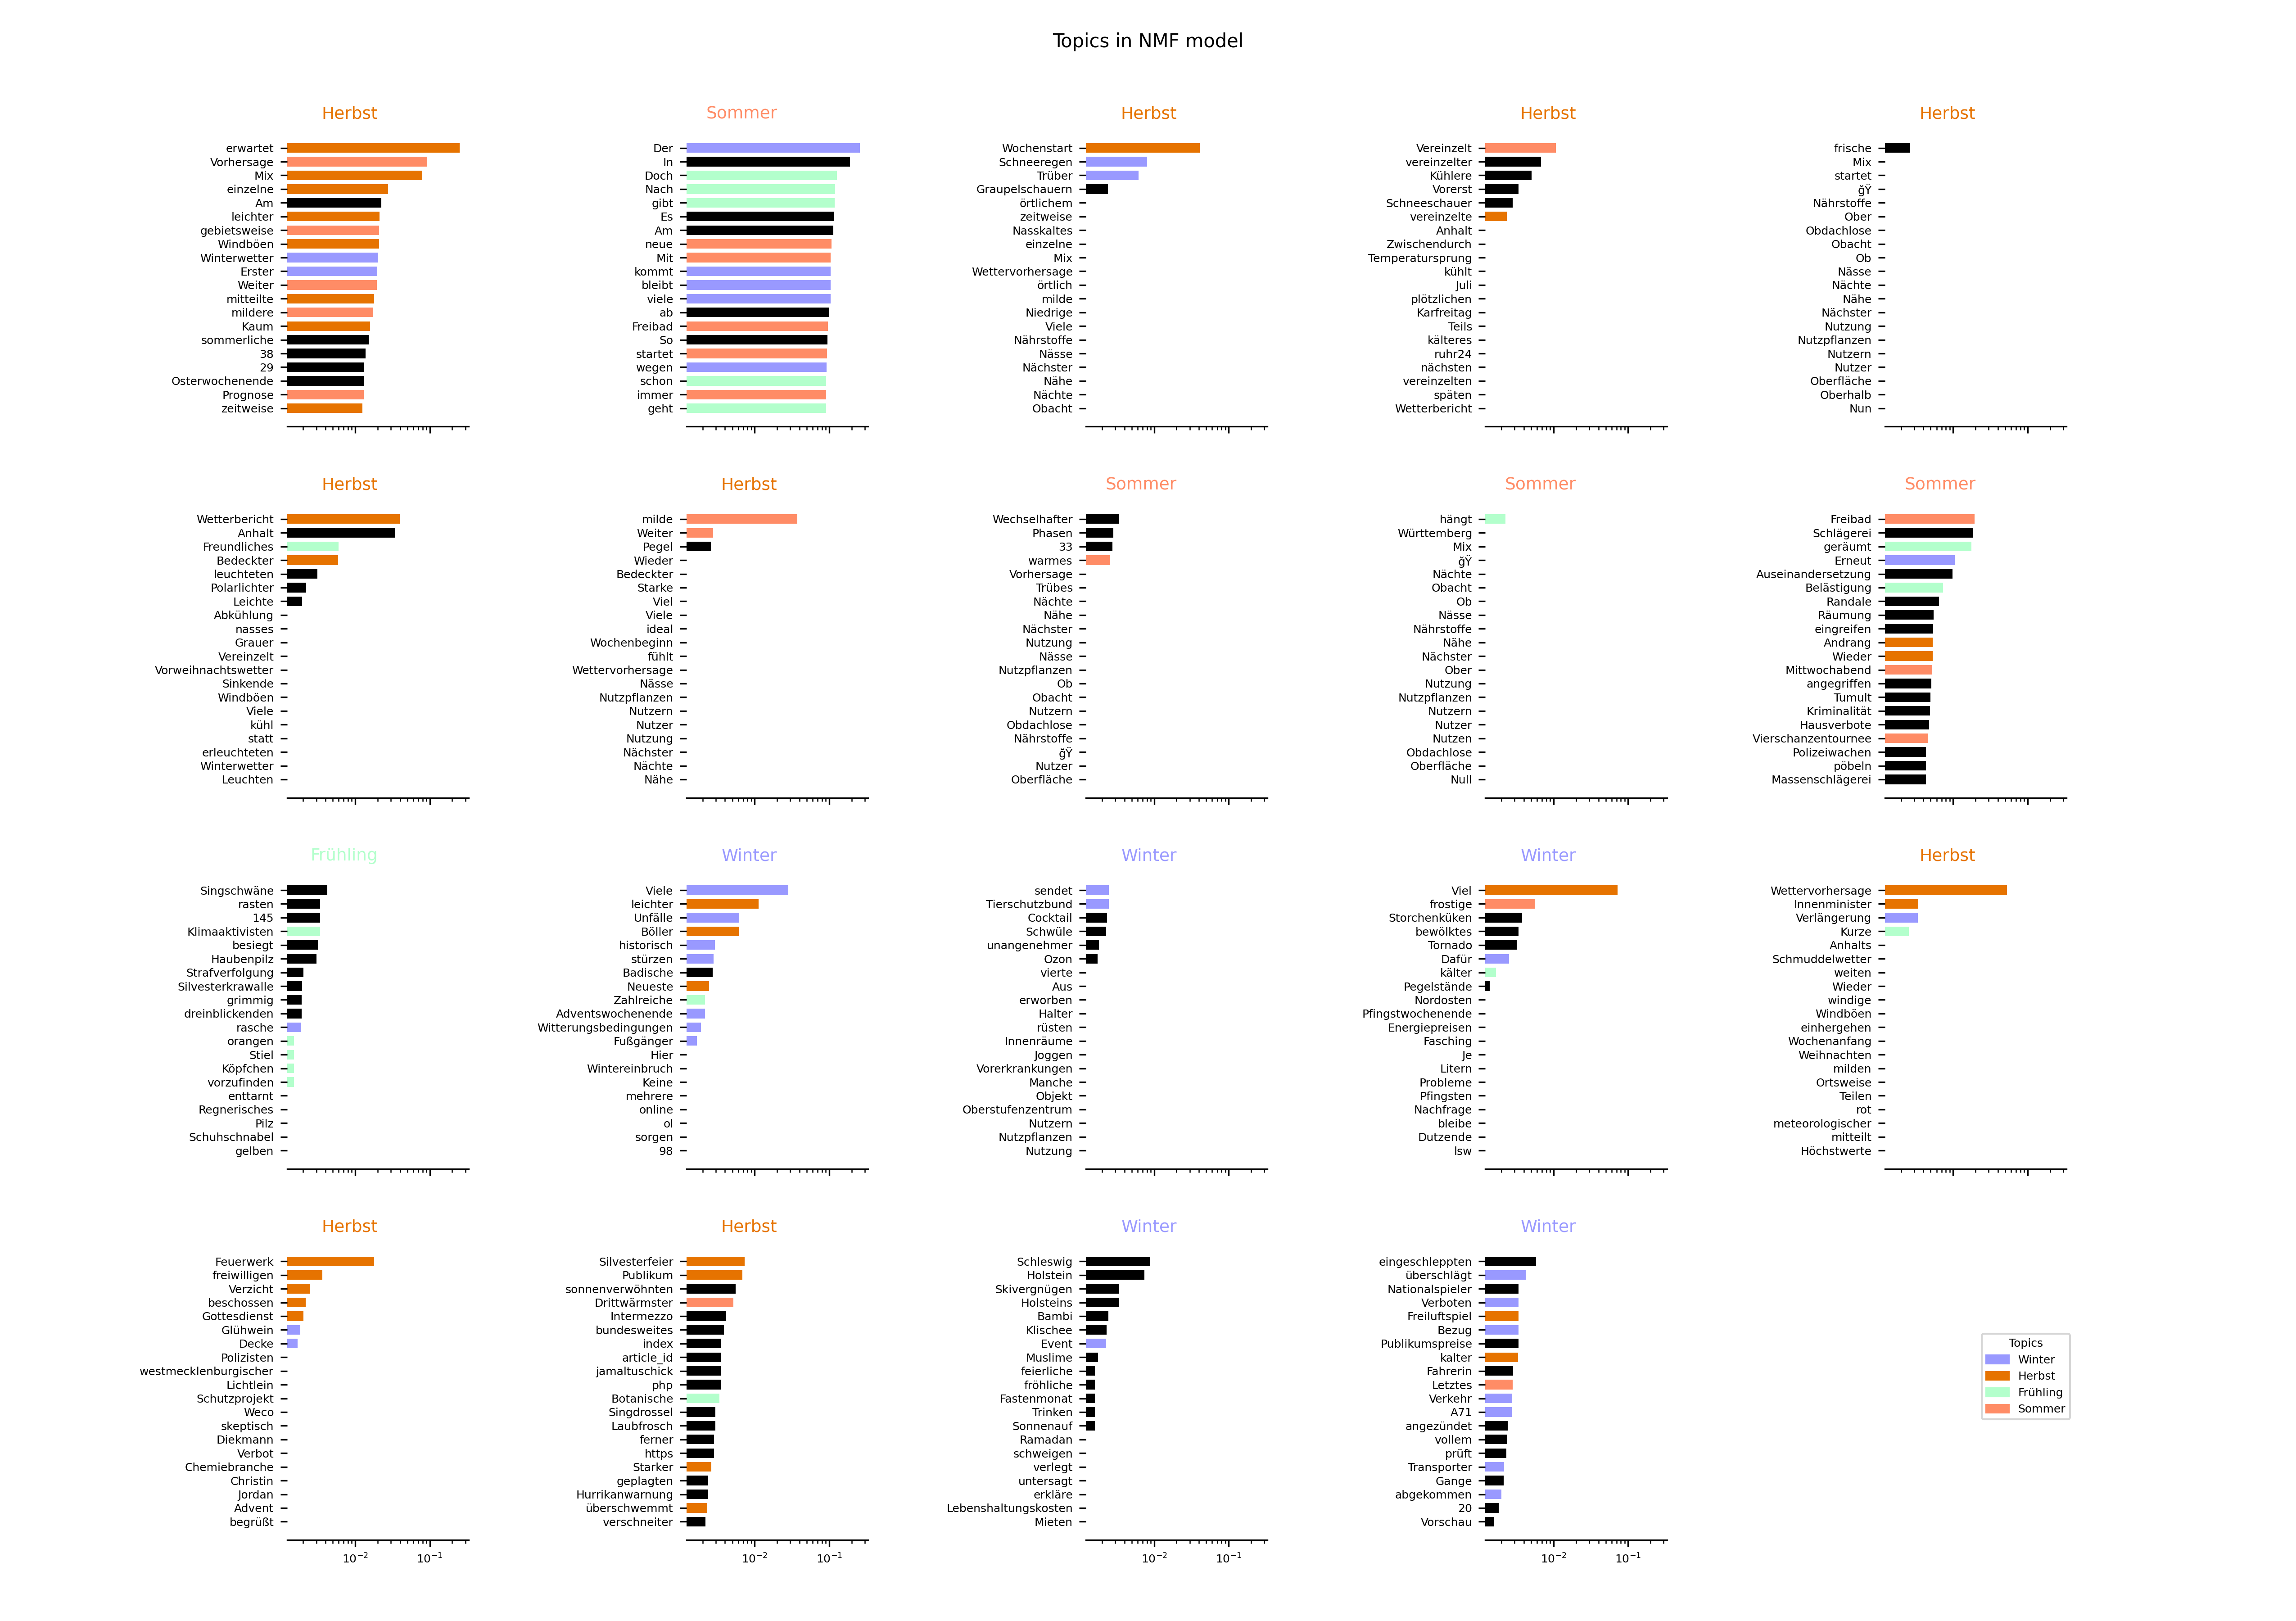 Topics in NMF model
Herbst
erwartet
Vorhersage
Mix
einzelne
Am
leichter
gebietsweise
Windböen
Winterwetter
Erster
Weiter
mitteilte
mildere
Kaum
sommerliche
38
29
Osterwochenende
Prognose
zeitweise
Sommer
Der
In
Doch
Nach
gibt
Es
Am
neue
Mit
kommt
bleibt
viele
ab
Freibad
So
startet
wegen
schon
immer
geht
Herbst
Wochenstart
Schneeregen
Trüber
Graupelschauern
örtlichem
zeitweise
Nasskaltes
einzelne
Mix
Wettervorhersage
örtlich
milde
Niedrige
Viele
Nährstoffe
Nässe
Nächster
Nähe
Nächte
Obacht
Herbst
Vereinzelt
vereinzelter
Kühlere
Vorerst
Schneeschauer
vereinzelte
Anhalt
Zwischendurch
Temperatursprung
kühlt
Juli
plötzlichen
Karfreitag
Teils
kälteres
ruhr24
nächsten
vereinzelten
späten
Wetterbericht
Herbst
frische
Mix
startet
ğŸ
Nährstoffe
Ober
Obdachlose
Obacht
Ob
Nässe
Nächte
Nähe
Nächster
Nutzung
Nutzpflanzen
Nutzern
Nutzer
Oberfläche
Oberhalb
Nun
Herbst
Wetterbericht
Anhalt
Freundliches
Bedeckter
leuchteten
Polarlichter
Leichte
Abkühlung
nasses
Grauer
Vereinzelt
Vorweihnachtswetter
Sinkende
Windböen
Viele
kühl
statt
erleuchteten
Winterwetter
Leuchten
Herbst
milde
Weiter
Pegel
Wieder
Bedeckter
Starke
Viel
Viele
ideal
Wochenbeginn
fühlt
Wettervorhersage
Nässe
Nutzpflanzen
Nutzern
Nutzer
Nutzung
Nächster
Nächte
Nähe
Sommer
Wechselhafter
Phasen
33
warmes
Vorhersage
Trübes
Nächte
Nähe
Nächster
Nutzung
Nässe
Nutzpflanzen
Ob
Obacht
Nutzern
Obdachlose
Nährstoffe
ğŸ
Nutzer
Oberfläche
Sommer
hängt
Württemberg
Mix
ğŸ
Nächte
Obacht
Ob
Nässe
Nährstoffe
Nähe
Nächster
Ober
Nutzung
Nutzpflanzen
Nutzern
Nutzer
Nutzen
Obdachlose
Oberfläche
Null
Sommer
Freibad
Schlägerei
geräumt
Erneut
Auseinandersetzung
Belästigung
Randale
Räumung
eingreifen
Andrang
Wieder
Mittwochabend
angegriffen
Tumult
Kriminalität
Hausverbote
Vierschanzentournee
Polizeiwachen
pöbeln
Massenschlägerei
Frühling
Singschwäne
rasten
145
Klimaaktivisten
besiegt
Haubenpilz
Strafverfolgung
Silvesterkrawalle
grimmig
dreinblickenden
rasche
orangen
Stiel
Köpfchen
vorzufinden
enttarnt
Regnerisches
Pilz
Schuhschnabel
gelben
Winter
Viele
leichter
Unfälle
Böller
historisch
stürzen
Badische
Neueste
Zahlreiche
Adventswochenende
Witterungsbedingungen
Fußgänger
Hier
Wintereinbruch
Keine
mehrere
online
ol
sorgen
98
Winter
sendet
Tierschutzbund
Cocktail
Schwüle
unangenehmer
Ozon
vierte
Aus
erworben
Halter
rüsten
Innenräume
Joggen
Vorerkrankungen
Manche
Objekt
Oberstufenzentrum
Nutzern
Nutzpflanzen
Nutzung
Winter
Viel
frostige
Storchenküken
bewölktes
Tornado
Dafür
kälter
Pegelstände
Nordosten
Pfingstwochenende
Energiepreisen
Fasching
Je
Litern
Probleme
Pfingsten
Nachfrage
bleibe
Dutzende
lsw
Herbst
Wettervorhersage
Innenminister
Verlängerung
Kurze
Anhalts
Schmuddelwetter
weiten
Wieder
windige
Windböen
einhergehen
Wochenanfang
Weihnachten
milden
Ortsweise
Teilen
rot
meteorologischer
mitteilt
Höchstwerte
Herbst
Feuerwerk
freiwilligen
Verzicht
beschossen
Gottesdienst
Glühwein
Decke
Polizisten
westmecklenburgischer
Lichtlein
Schutzprojekt
Weco
skeptisch
Diekmann
Verbot
Chemiebranche
Christin
Jordan
Advent
begrüßt
10⁻² 10⁻¹
Herbst
Silvesterfeier
Publikum
sonnenverwöhnten
Drittwärmster
Intermezzo
bundesweites
index
article_id
jamaltuschick
php
Botanische
Singdrossel
Laubfrosch
ferner
https
Starker
geplagten
Hurrikanwarnung
überschwemmt
verschneiter
10⁻² 10⁻¹
Winter
Schleswig
Holstein
Skivergnügen
Holsteins
Bambi
Klischee
Event
Muslime
feierliche
fröhliche
Fastenmonat
Trinken
Sonnenauf
Ramadan
schweigen
verlegt
untersagt
erkläre
Lebenshaltungskosten
Mieten
10⁻² 10⁻¹
Winter
eingeschleppten
überschlägt
Nationalspieler
Verboten
Freiluftspiel
Bezug
Publikumspreise
kalter
Fahrerin
Letztes
Verkehr
A71
angezündet
vollem
prüft
Transporter
Gange
abgekommen
20
Vorschau
10⁻² 10⁻¹
Topics
Winter
Herbst
Frühling
Sommer